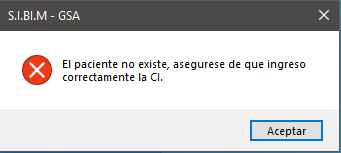 S.I.BI.M - GSA
El paciente no existe, asegurese de que ingreso
correctamente la CI.
Aceptar